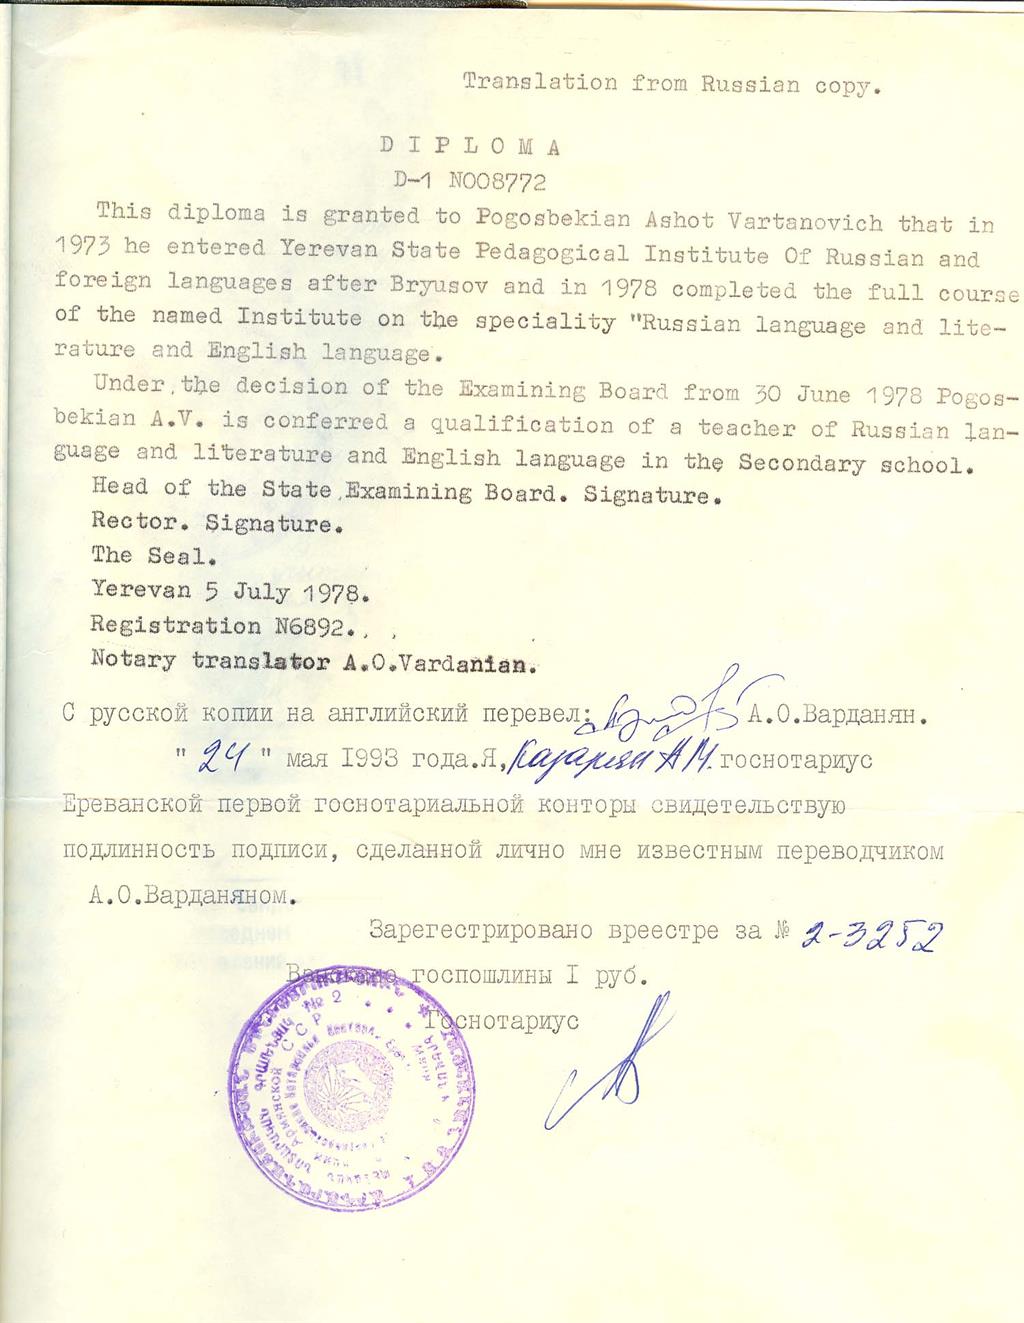 Translation from Russian copy.
D I P L O M A
D-1 N008772
This diploma is granted to Pogosbekian Ashot Vartanovich that in
1973 he entered Yerevan State Pedagogical Institute Of Russian and
foreign languages after Bryusov and in 1978 completed the full course
of the named Institute on the speciality "Russian language and lite-
rature and English language.
Under the decision of the Examining Board from 30 June 1978 Pogos-
bekian A.V. is conferred a qualification of a teacher of Russian lan-
guage and literature and English language in the Secondary school.
Head of the State Examining Board. Signature.
Rector. Signature.
The Seal.
Yerevan 5 July 1978.
Registration N6892.
Notary translator A.O.Vardanian.
С русской копии на английский перевел: А.О.Варданян.
"24" мая I993 года.Я, Казарян А.М. госнотариус
Ереванской первой госнотариальной конторы свидетельствую
подлинность подписи, сделанной лично мне известным переводчиком
А.О.Варданяном.
Зарегестрировано вреестре за № 2-3252
госпошлины I руб.
Госнотариус
№ 2